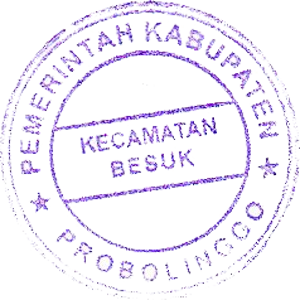 PEMERINTAH KABUPATEN
KECAMATAN
BESUK
PROBOLINGGO